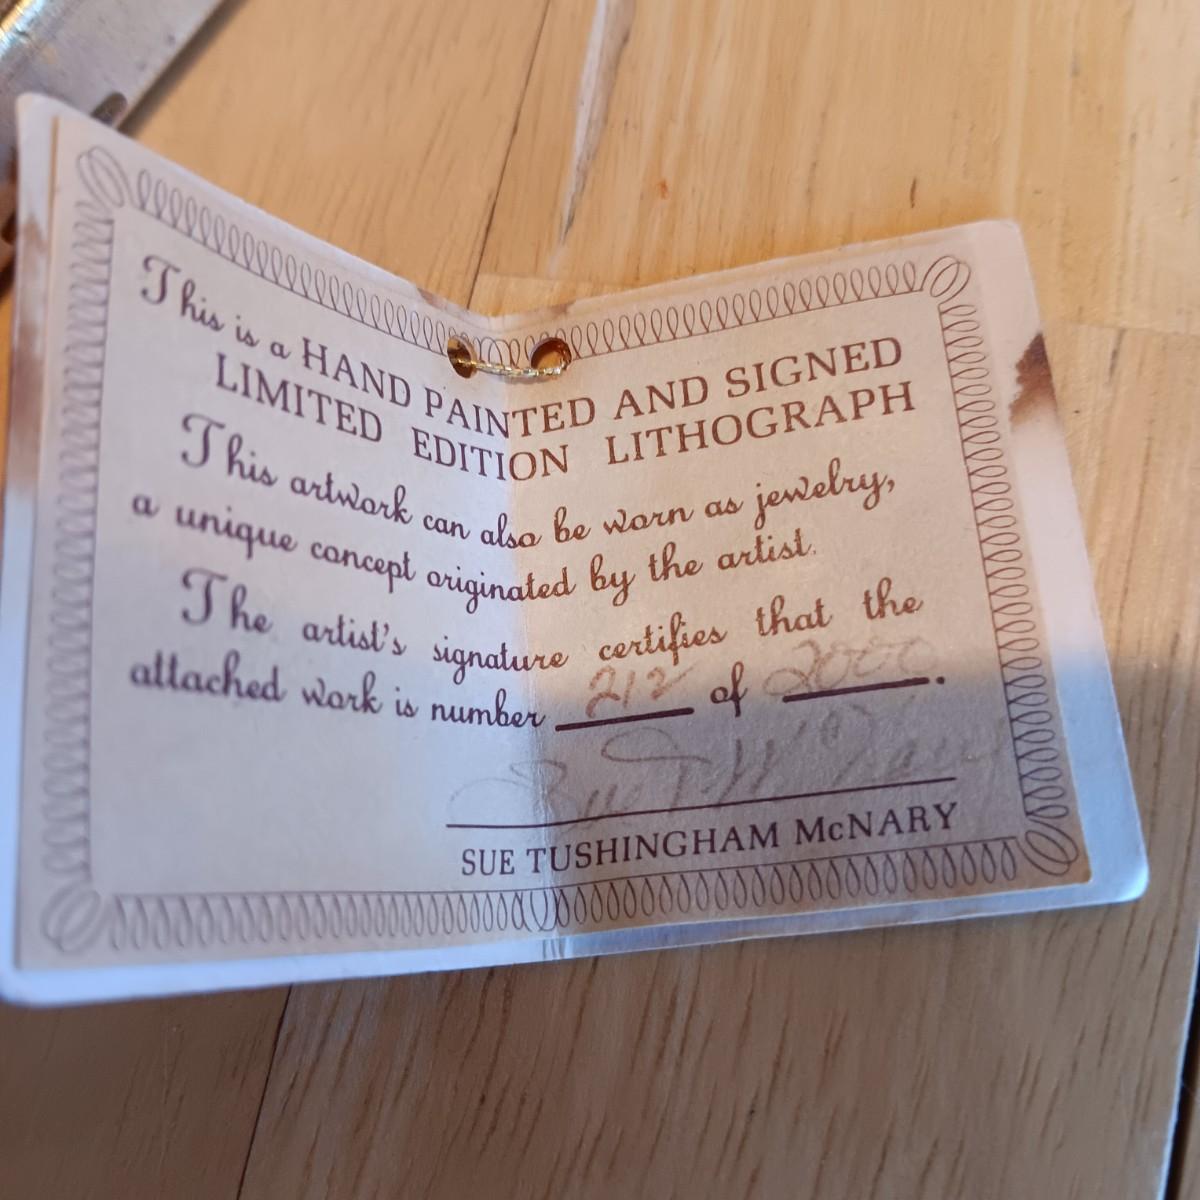 This is a HAND PAINTED AND SIGNED
LIMITED EDITION LITHOGRAPH
This artwork can also be worn as jewelry,
a unique concept originated by the artist.
The artist's signature certifies that the
attached work is number 212 of 2000.
SUE TUSHINGHAM McNARY